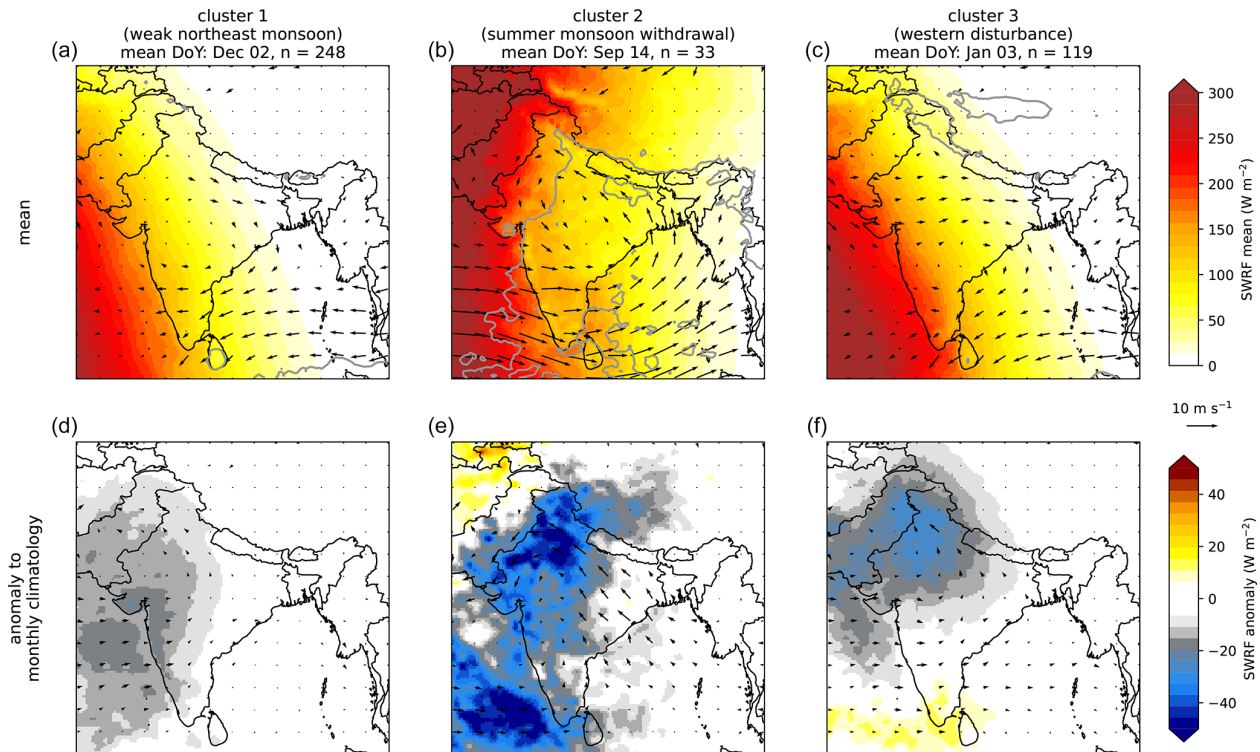 cluster 1
(weak northeast monsoon)
(a) mean DoY: Dec 02, n = 248
cluster 2
(summer monsoon withdrawal)
(b) mean DoY: Sep 14, n = 33
cluster 3
(western disturbance)
(c) mean DoY: Jan 03, n = 119
mean
300
250
200
150
100
50
0
SWRF mean (W m⁻²)
10 m s⁻¹
(d)
(e)
(f)
anomaly to
monthly climatology
40
20
0
−20
−40
SWRF anomaly (W m⁻²)